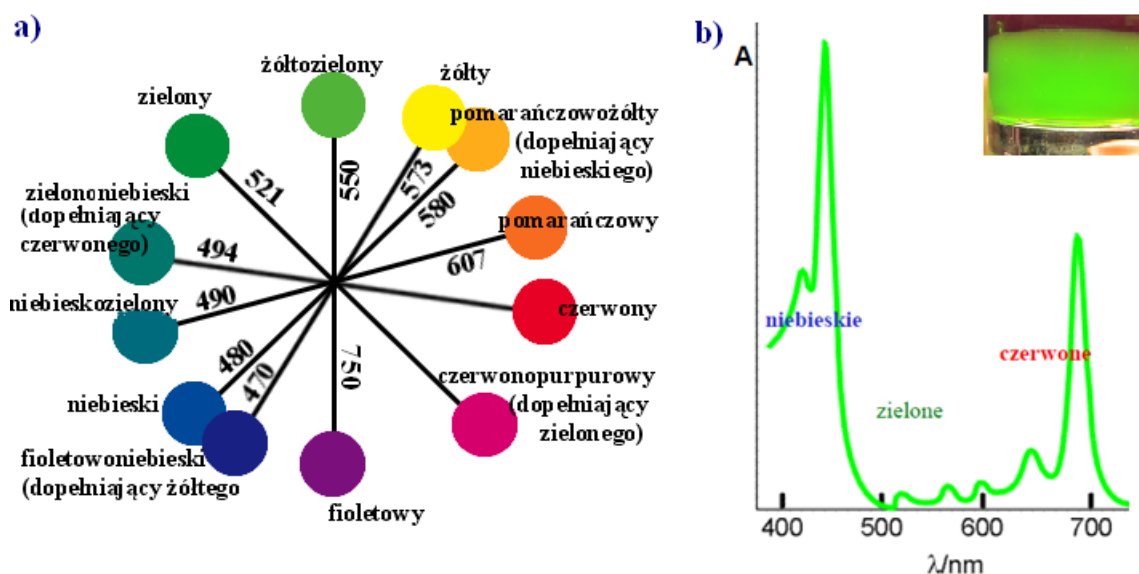 a)
żółtozielony
żółty
zielony
pomarańczowożółty
(dopełniający
niebieskiego)
521
550
573
580
zielononiebieski
(dopełniający
czerwonego)
494
pomarańczowy
607
niebieskozielony
490
czerwony
480
470
750
czerwonopurpurowy
(dopełniający
zielonego)
niebieski
fioletowoniebieski
(dopełniający żółtego
fioletowy
b)
A
niebieskie
czerwone
zielone
400 500 600 700
λ/nm